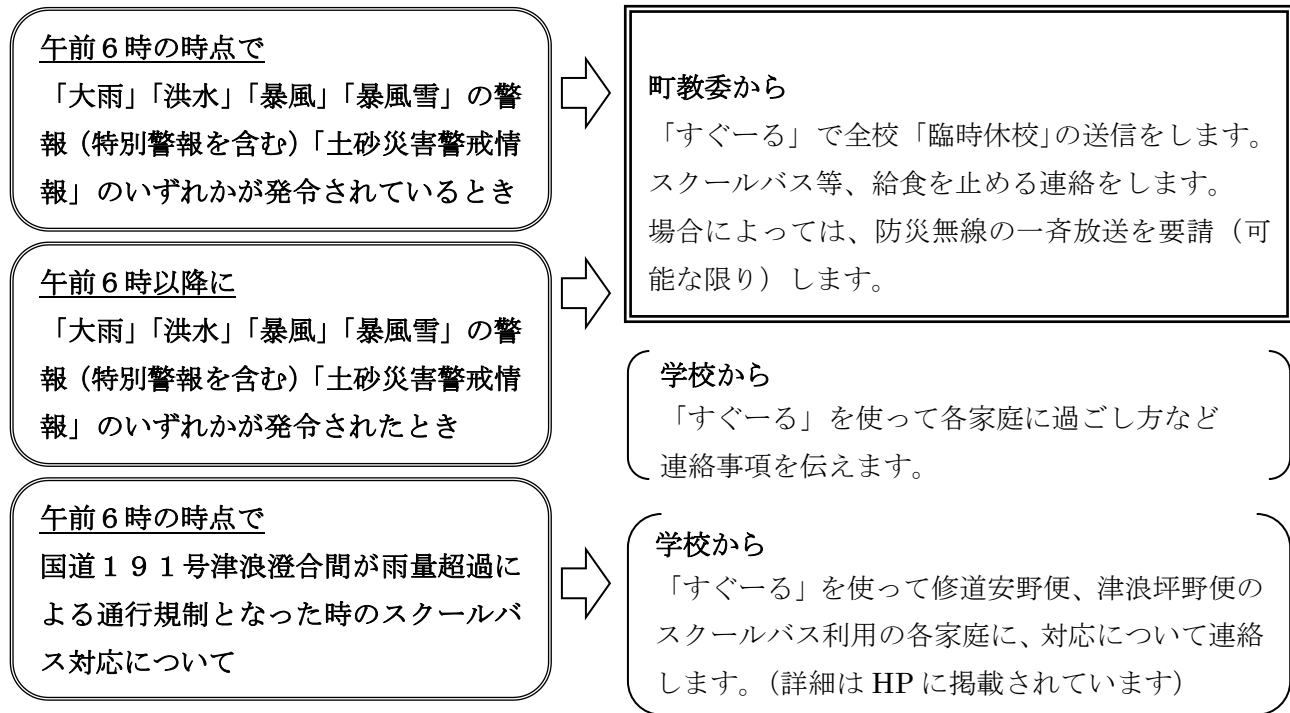 午前６時の時点で
「大雨」「洪水」「暴風」「暴風雪」の警
報（特別警報を含む）「土砂災害警戒情
報」のいずれかが発令されているとき
町教委から
「すぐーる」で全校「臨時休校」の送信をします。
スクールバス等、給食を止める連絡をします。
場合によっては、防災無線の一斉放送を要請（可
能な限り）します。
午前６時以降に
「大雨」「洪水」「暴風」「暴風雪」の警
報（特別警報を含む）「土砂災害警戒情
報」のいずれかが発令されたとき
学校から
「すぐーる」を使って各家庭に過ごし方など
連絡事項を伝えます。
午前６時の時点で
国道１９１号津浪澄合間が雨量超過に
よる通行規制となった時のスクールバ
ス対応について
学校から
「すぐーる」を使って修道安野便、津浪坪野便の
スクールバス利用の各家庭に、対応について連絡
します。（詳細は HP に掲載されています）